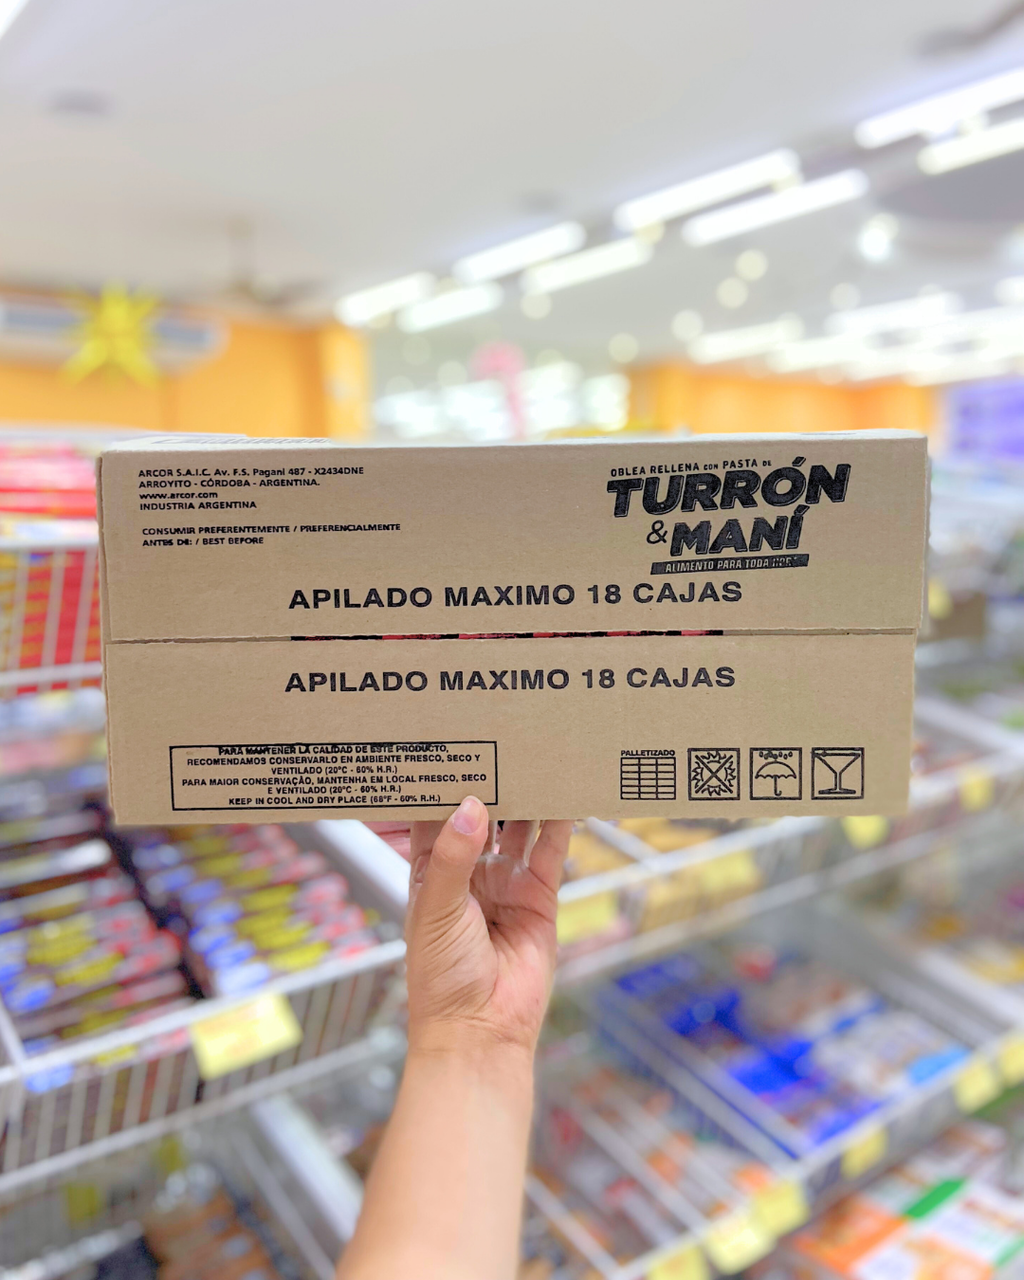 ARCOR S.A.I.C. Av. F.S. Pagani 487 - X2434DNE
ARROYITO - CÓRDOBA - ARGENTINA.
www.arcor.com
INDUSTRIA ARGENTINA
CONSUMIR PREFERENTEMENTE / PREFERENCIALMENTE
ANTES DE: / BEST BEFORE
OBLEA RELLENA CON PASTA DE
TURRÓN
&MANÍ
ALIMENTO PARA TODA HORA
APILADO MAXIMO 18 CAJAS
APILADO MAXIMO 18 CAJAS
PARA MANTENER LA CALIDAD DE ESTE PRODUCTO,
RECOMENDAMOS CONSERVARLO EN AMBIENTE FRESCO, SECO Y
VENTILADO (20°C - 60% H.R.)
PARA MAIOR CONSERVAÇÃO, MANTENHA EM LOCAL FRESCO, SECO
E VENTILADO (20°C - 60% H.R.)
KEEP IN COOL AND DRY PLACE (68°F - 60% R.H.)
PALLETIZADO